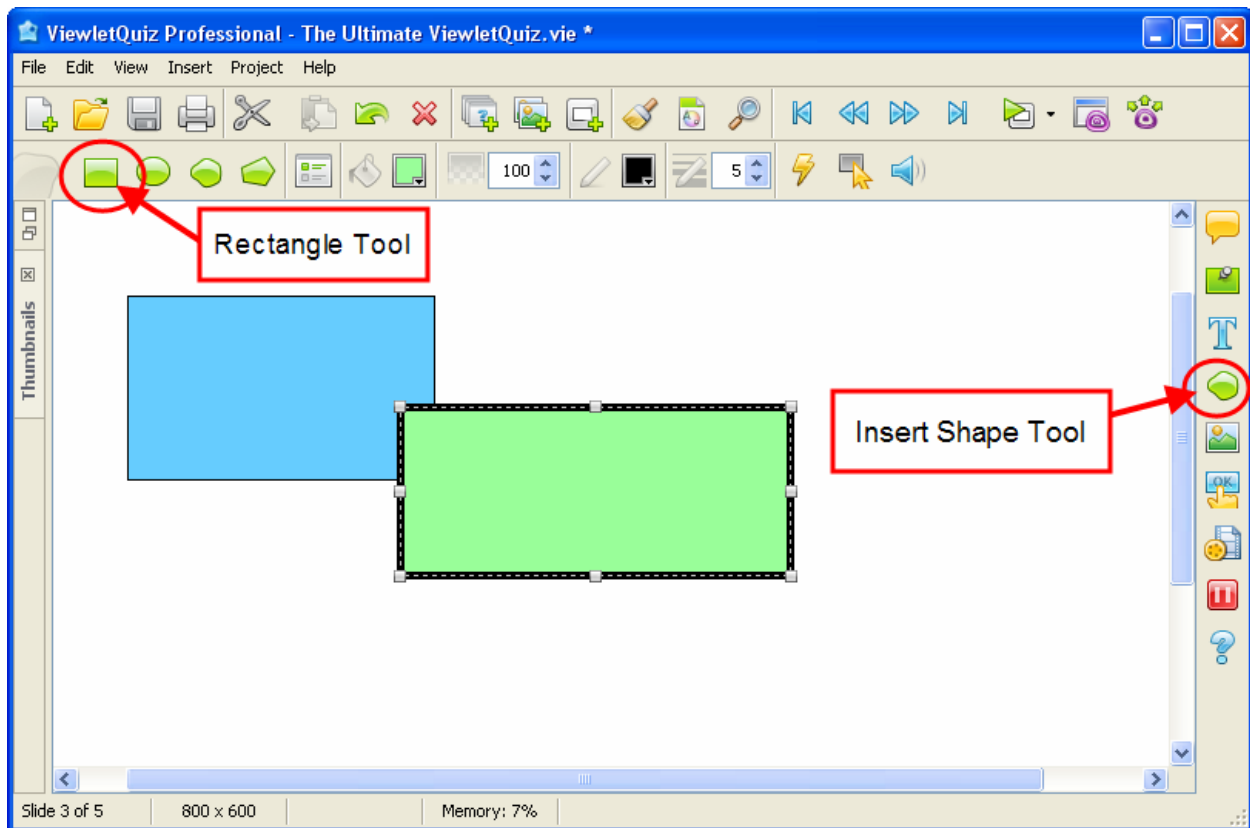 ViewletQuiz Professional - The Ultimate ViewletQuiz.vie *
File Edit View Insert Project Help
100
5
Rectangle Tool
Thumbnails
Insert Shape Tool
OK
Slide 3 of 5
800 x 600
Memory: 7%